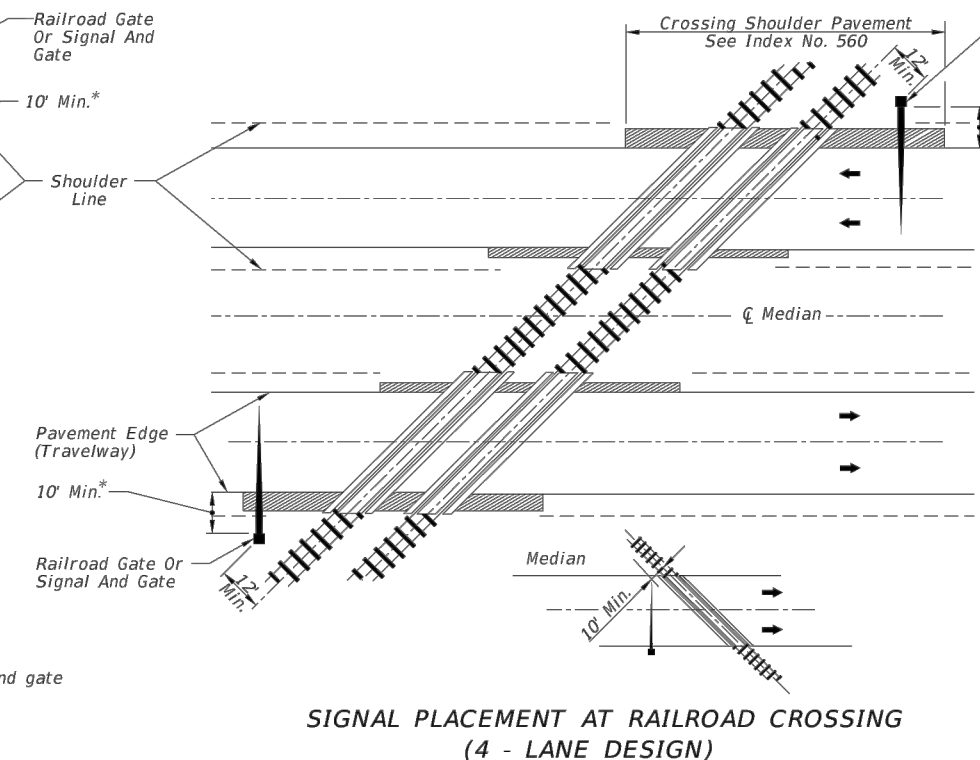 Railroad Gate
Or Signal And
Gate
10' Min.*
Crossing Shoulder Pavement
See Index No. 560
12'
Min.
Shoulder
Line
℄ Median
Pavement Edge
(Travelway)
10' Min.*
Railroad Gate Or
Signal And Gate
12'
Min.
Median
10' Min.
nd gate
SIGNAL PLACEMENT AT RAILROAD CROSSING
(4 - LANE DESIGN)